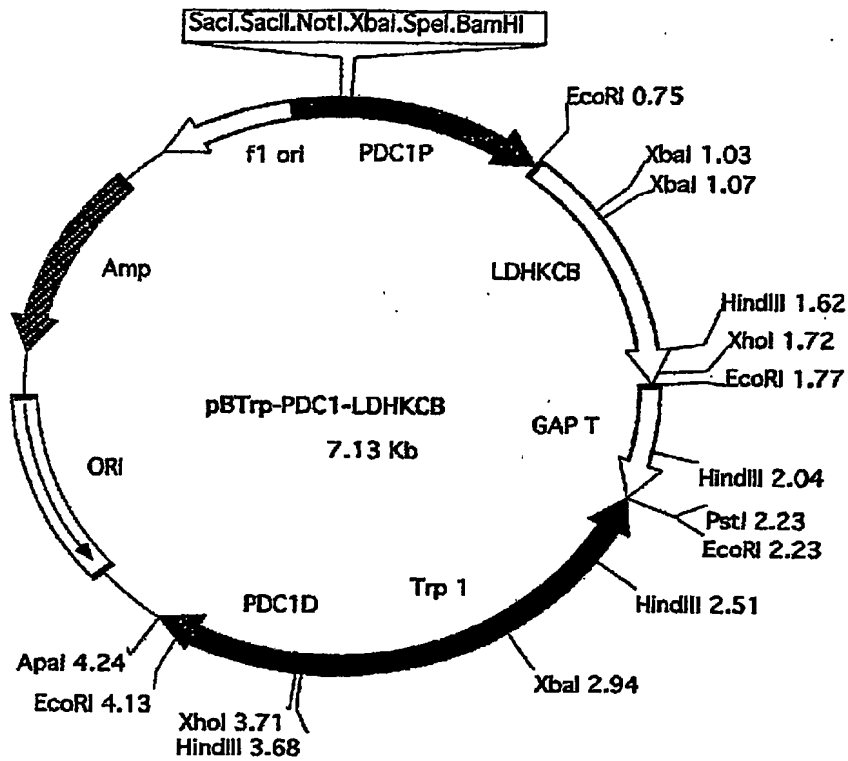 SacI.SacII.NotI.XbaI.SpeI.BamHI
EcoRI 0.75
f1 ori
PDC1P
XbaI 1.03
XbaI 1.07
Amp
LDHKCB
HindIII 1.62
XhoI 1.72
EcoRI 1.77
pBTrp-PDC1-LDHKCB
7.13 Kb
GAP T
ORI
HindIII 2.04
PstI 2.23
EcoRI 2.23
Trp 1
PDC1D
HindIII 2.51
ApaI 4.24
EcoRI 4.13
XbaI 2.94
XhoI 3.71
HindIII 3.68